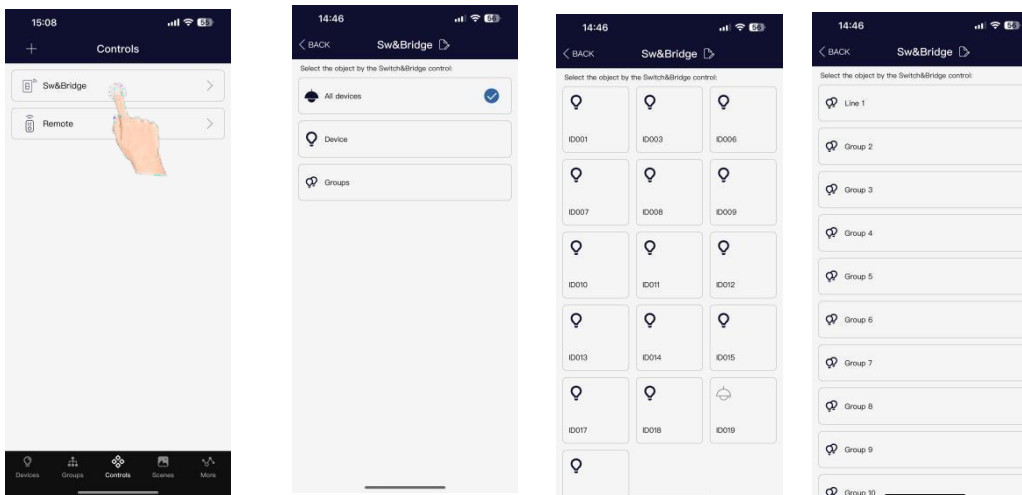 15:08
Controls
Sw&Bridge
Remote
Devices Groups Controls Scenes More
14:46
BACK Sw&Bridge
Select the object by the Switch&Bridge control:
All devices
Device
Groups
14:46
BACK Sw&Bridge
Select the object by the Switch&Bridge control:
ID001 ID003 ID006
ID007 ID008 ID009
ID010 ID011 ID012
ID013 ID014 ID015
ID017 ID018 ID019
14:46
BACK Sw&Bridge
Select the object by the Switch&Bridge control:
Line 1
Group 2
Group 3
Group 4
Group 5
Group 6
Group 7
Group 8
Group 9
Group 10